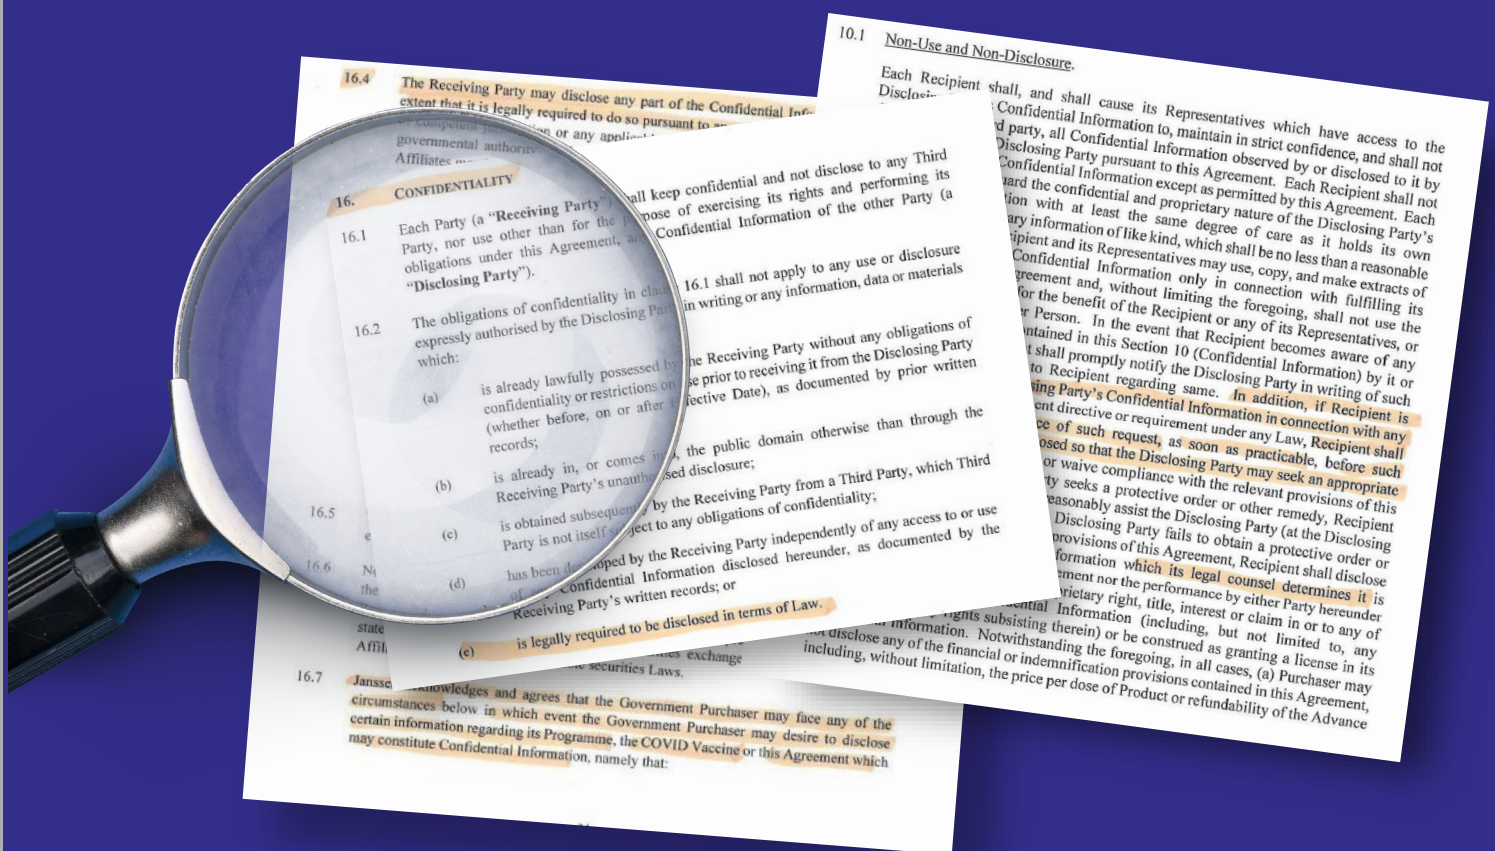 16.4 The Receiving Party may disclose any part of the Confidential
extent that it is legally required to do so pursuant to
of competent or any
governmental authority
Affiliates
16. CONFIDENTIALITY
16.1 Each Party (a “Receiving Party”) keep confidential and not disclose to any Third
Party, nor use other than for the of exercising its rights and performing its
obligations under this Agreement, Confidential Information of the other Party (a
“Disclosing Party”).
16.2 The obligations of confidentiality in 16.1 shall not apply to any use or disclosure
expressly authorised by the Disclosing in writing or any information, data or materials
which:
(a) is already lawfully possessed by the Receiving Party without any obligations of
confidentiality or restrictions on prior to receiving it from the Disclosing Party
(whether before, on or after Date), as documented by prior written
records;
(b) is already in, or comes the public domain otherwise than through the
Receiving Party’s disclosure;
(c) is obtained by the Receiving Party from a Third Party, which Third
Party is not itself to any obligations of confidentiality;
(d) has been by the Receiving Party independently of any access to or use
of Confidential Information disclosed hereunder, as documented by the
Receiving Party’s written records; or
(e) is legally required to be disclosed in terms of Law.
16.5
16.6
the
state
exchange
securities Laws.
16.7 acknowledges and agrees that the Government Purchaser may face any of the
circumstances below in which event the Government Purchaser may desire to disclose
certain information regarding its Programme, the COVID Vaccine or this Agreement which
may constitute Confidential Information, namely that:
10.1 Non-Use and Non-Disclosure.
Each Recipient shall, and shall cause its Representatives which have access to the
Confidential Information to, maintain in strict confidence, and shall not
party, all Confidential Information observed by or disclosed to it by
Disclosing Party pursuant to this Agreement. Each Recipient shall not
Confidential Information except as permitted by this Agreement. Each
the confidential and proprietary nature of the Disclosing Party’s
with at least the same degree of care as it holds its own
information of like kind, which shall be no less than a reasonable
and its Representatives may use, copy, and make extracts of
Confidential Information only in connection with fulfilling its
and, without limiting the foregoing, shall not use the
for the benefit of the Recipient or any of its Representatives, or
Person. In the event that Recipient becomes aware of any
in this Section 10 (Confidential Information) by it or
shall promptly notify the Disclosing Party in writing of such
to Recipient regarding same. In addition, if Recipient is
Party’s Confidential Information in connection with any
directive or requirement under any Law, Recipient shall
of such request, as soon as practicable, before such
so that the Disclosing Party may seek an appropriate
or waive compliance with the relevant provisions of this
seeks a protective order or other remedy, Recipient
assist the Disclosing Party (at the Disclosing
Disclosing Party fails to obtain a protective order or
provisions of this Agreement, Recipient shall disclose
which its legal counsel determines it is
nor the performance by either Party hereunder
right, title, interest or claim in or to any of
Information (including, but not limited to, any
subsisting therein) or be construed as granting a license in its
Information. Notwithstanding the foregoing, in all cases, (a) Purchaser may
disclose any of the financial or indemnification provisions contained in this Agreement,
including, without limitation, the price per dose of Product or refundability of the Advance